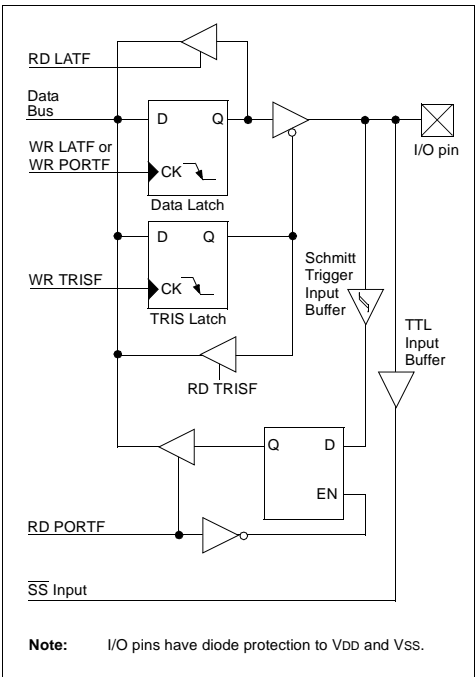 RD LATF
Data
Bus
D
Q
I/O pin
WR LATF or
WR PORTF
CK
Data Latch
D
Q
WR TRISF
CK
TRIS Latch
Schmitt
Trigger
Input
Buffer
TTL
Input
Buffer
RD TRISF
Q
D
EN
RD PORTF
SS Input
Note: I/O pins have diode protection to VDD and VSS.